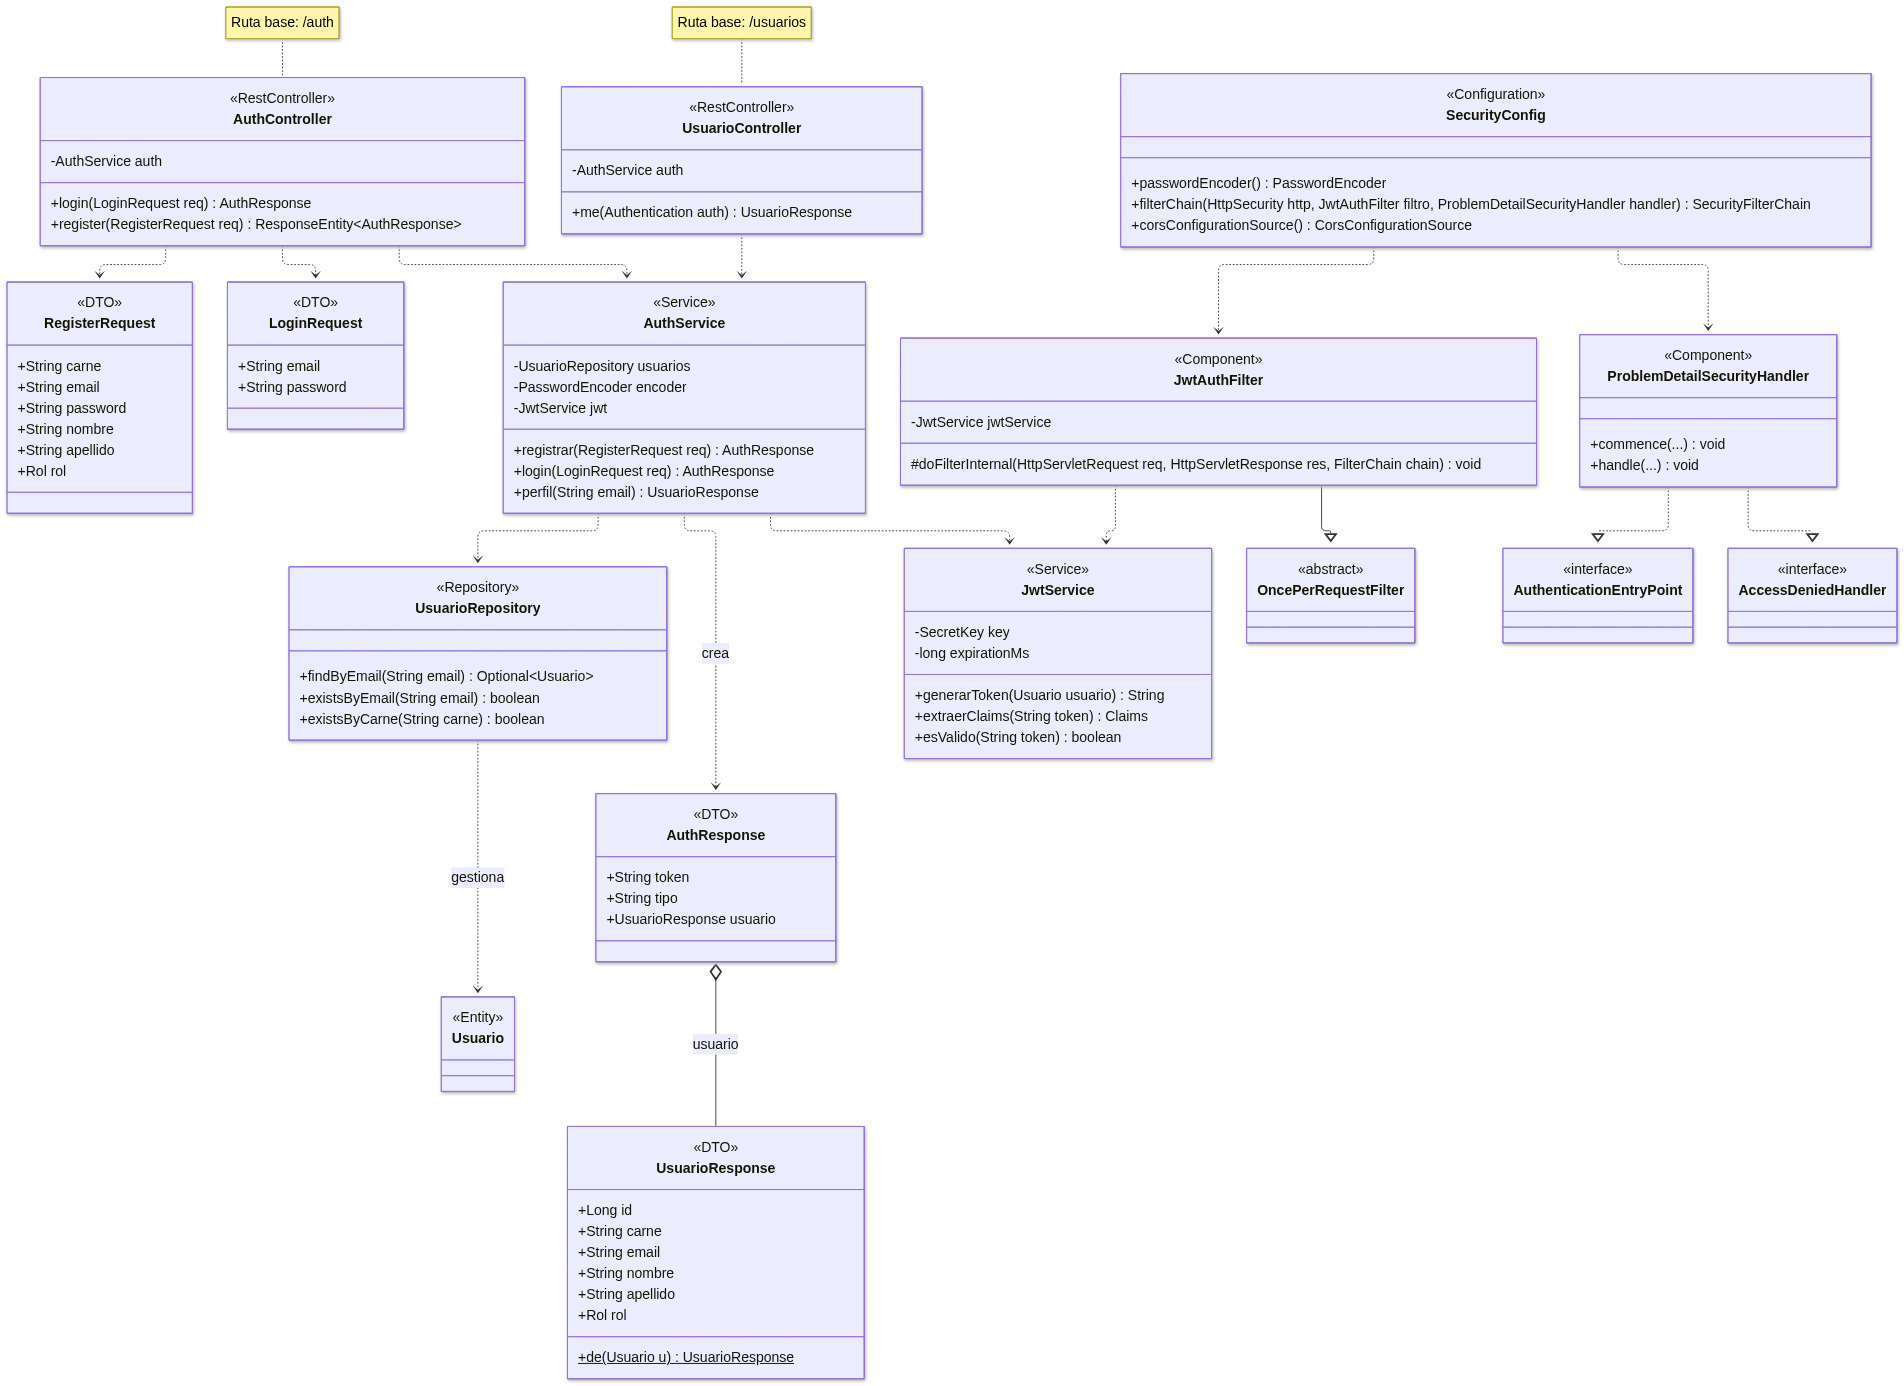 Ruta base: /auth
Ruta base: /usuarios
«RestController»
AuthController
-AuthService auth
+login(LoginRequest req) : AuthResponse
+register(RegisterRequest req) : ResponseEntity<AuthResponse>
«RestController»
UsuarioController
-AuthService auth
+me(Authentication auth) : UsuarioResponse
«Configuration»
SecurityConfig
+passwordEncoder() : PasswordEncoder
+filterChain(HttpSecurity http, JwtAuthFilter filtro, ProblemDetailSecurityHandler handler) : SecurityFilterChain
+corsConfigurationSource() : CorsConfigurationSource
«DTO»
RegisterRequest
+String carne
+String email
+String password
+String nombre
+String apellido
+Rol rol
«DTO»
LoginRequest
+String email
+String password
«Service»
AuthService
-UsuarioRepository usuarios
-PasswordEncoder encoder
-JwtService jwt
+registrar(RegisterRequest req) : AuthResponse
+login(LoginRequest req) : AuthResponse
+perfil(String email) : UsuarioResponse
«Component»
JwtAuthFilter
-JwtService jwtService
#doFilterInternal(HttpServletRequest req, HttpServletResponse res, FilterChain chain) : void
«Component»
ProblemDetailSecurityHandler
+commence(...) : void
+handle(...) : void
«Repository»
UsuarioRepository
+findByEmail(String email) : Optional<Usuario>
+existsByEmail(String email) : boolean
+existsByCarne(String carne) : boolean
crea
«Service»
JwtService
-SecretKey key
-long expirationMs
+generarToken(Usuario usuario) : String
+extraerClaims(String token) : Claims
+esValido(String token) : boolean
«abstract»
OncePerRequestFilter
«interface»
AuthenticationEntryPoint
«interface»
AccessDeniedHandler
gestiona
«DTO»
AuthResponse
+String token
+String tipo
+UsuarioResponse usuario
«Entity»
Usuario
usuario
«DTO»
UsuarioResponse
+Long id
+String carne
+String email
+String nombre
+String apellido
+Rol rol
+de(Usuario u) : UsuarioResponse